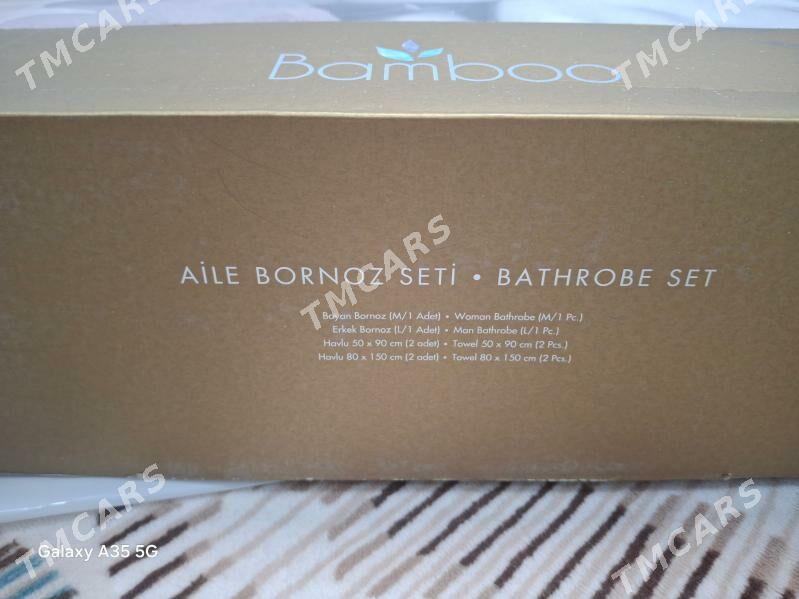 TMCARS
TMCARS
TMCARS
Bamboo
AİLE BORNOZ SETİ • BATHROBE SET
TMCARS
Bayan Bornoz (M/1 Adet) • Woman Bathrobe (M/1 Pc.)
Erkek Bornoz (L/1 Adet) • Man Bathrobe (L/1 Pc.)
Havlu 50 x 90 cm (2 adet) • Towel 50 x 90 cm (2 Pcs.)
Havlu 80 x 150 cm (2 adet) • Towel 80 x 150 cm (2 Pcs.)
TMCARS
TMCARS
Galaxy A35 5G